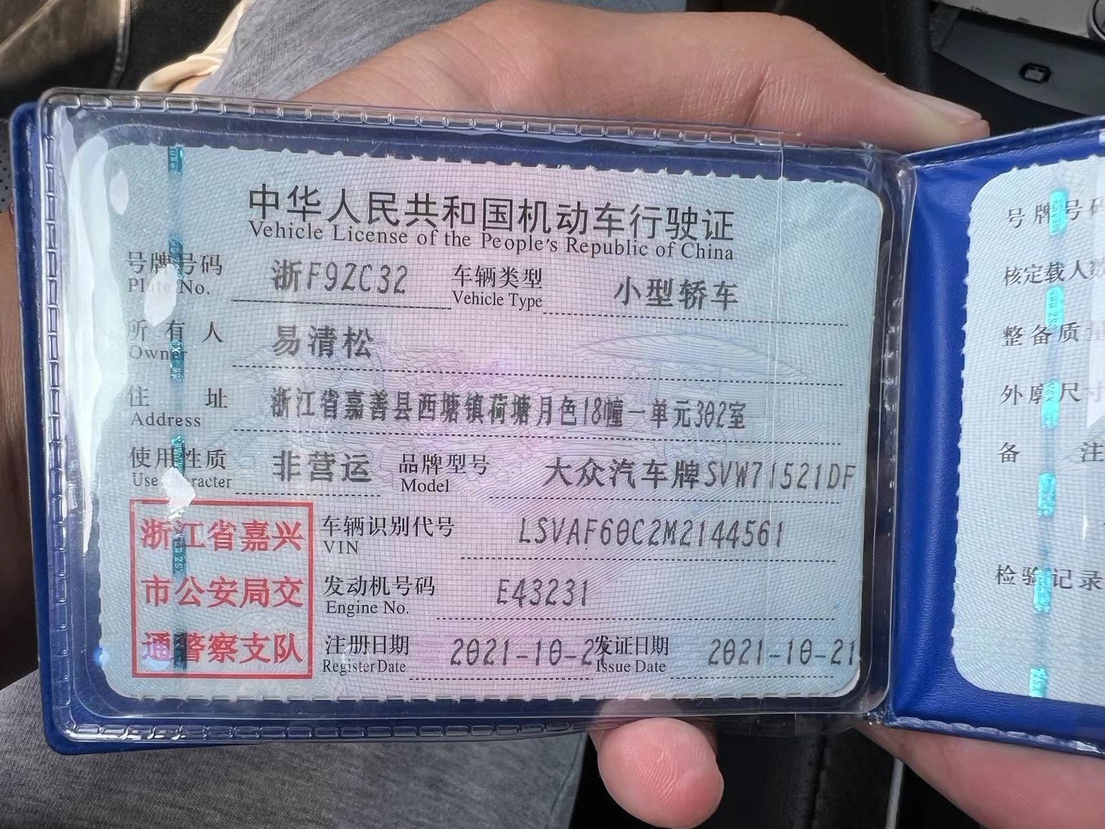 中华人民共和国机动车行驶证
Vehicle License of the People's Republic of China
号牌号码 浙F9ZC32 车辆类型 小型轿车
Plate No. Vehicle Type
所有人 易清松
Owner
住址 浙江省嘉善县西塘镇荷塘月色18幢一单元302室
Address
使用性质 非营运 品牌型号 大众汽车牌SVW71521DF
Use Character Model
浙江省嘉兴
市公安局交
通警察支队
车辆识别代号 LSVAF60C2M2144561
VIN
发动机号码 E43231
Engine No.
注册日期 2021-10-2 发证日期 2021-10-21
Register Date Issue Date
号牌号码
核定载人数
整备质量
外廓尺寸
备注
检验记录